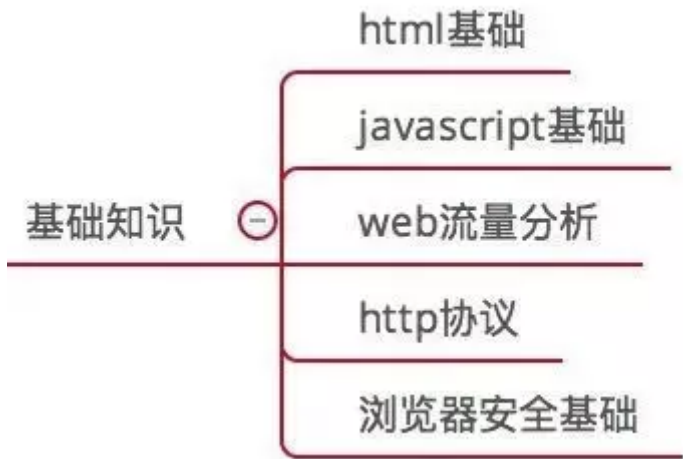 html基础
javascript基础
基础知识
web流量分析
http协议
浏览器安全基础